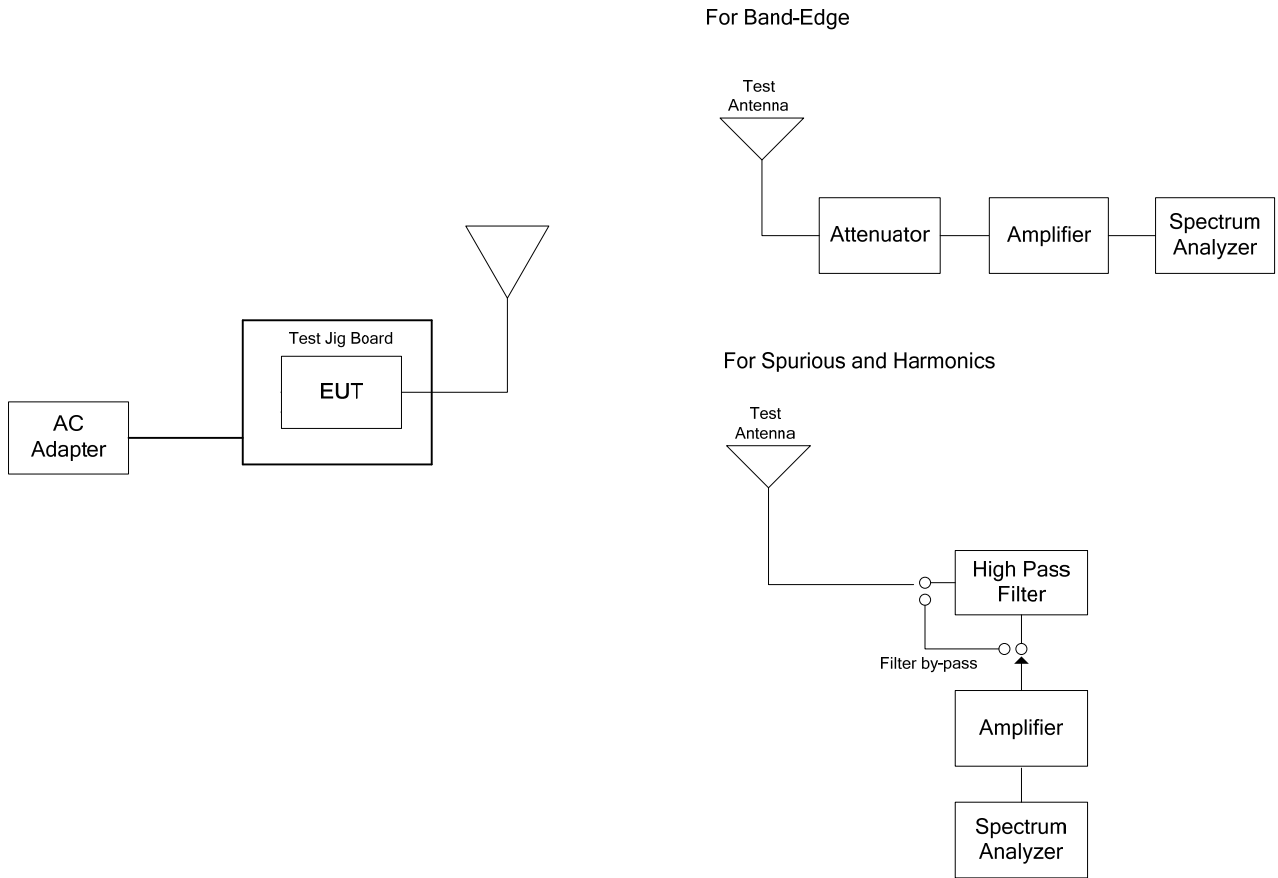 For Band-Edge
Test
Antenna
Attenuator
Amplifier
Spectrum
Analyzer
Test Jig Board
EUT
AC
Adapter
For Spurious and Harmonics
Test
Antenna
High Pass
Filter
Filter by-pass
Amplifier
Spectrum
Analyzer